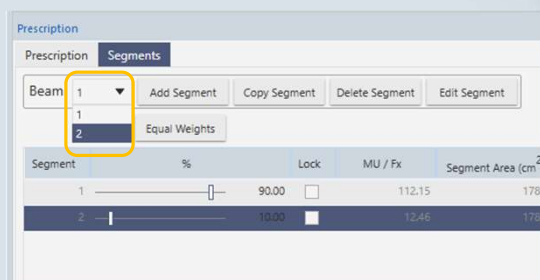 Prescription
Prescription Segments
Beam 1 Add Segment Copy Segment Delete Segment Edit Segment
1
2 Equal Weights
Segment % Lock MU / Fx Segment Area (cm²
1 90.00 112.15 178
2 10.00 12.46 178